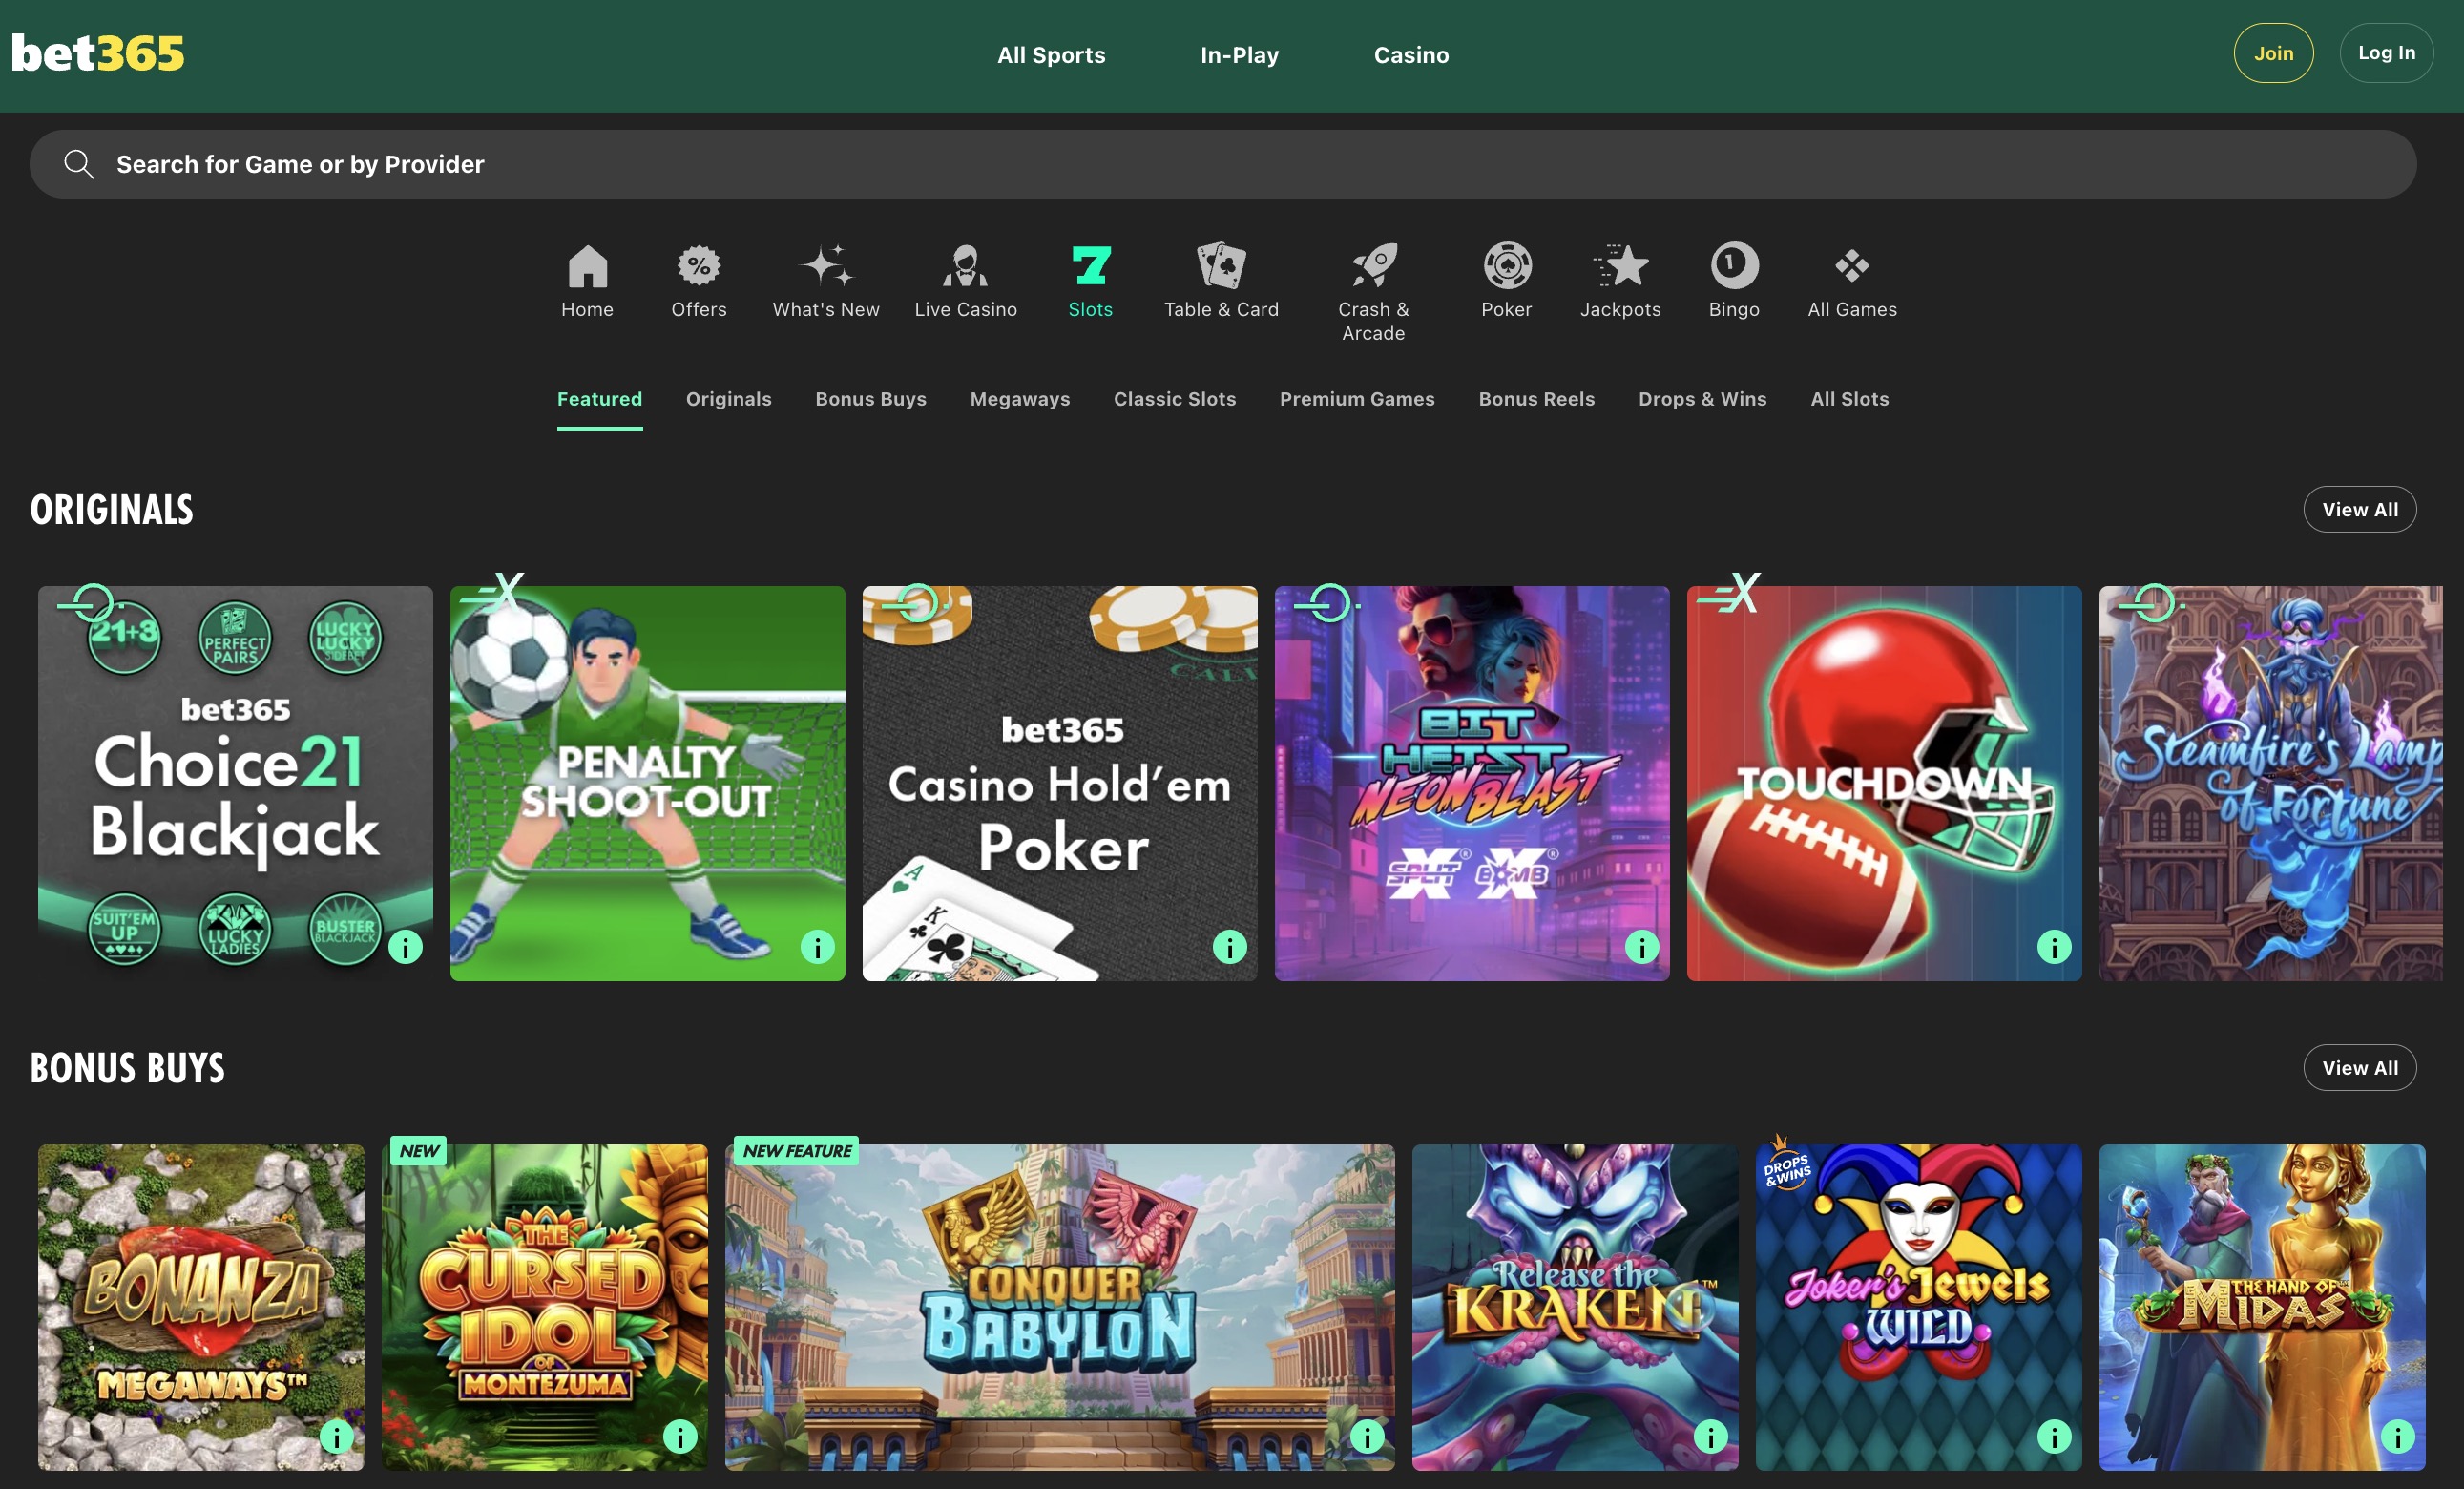 bet365
All Sports
In-Play
Casino
Join
Log In
Search for Game or by Provider
Home
Offers
What's New
Live Casino
7
Slots
Table & Card
Crash &
Arcade
Poker
Jackpots
1
Bingo
All Games
Featured
Originals
Bonus Buys
Megaways
Classic Slots
Premium Games
Bonus Reels
Drops & Wins
All Slots
ORIGINALS
View All
21+3
PERFECT
PAIRS
LUCKY
LUCKY
SIDEBET
bet365
Choice21
Blackjack
SUIT'EM
UP
LUCKY
LADIES
BUSTER
BLACKJACK
i
X
PENALTY
SHOOT-OUT
i
bet365
Casino Hold'em
Poker
A
K
i
BIT
HEIST
NEON BLAST
SPLIT X®
BOMB X®
i
X
TOUCHDOWN
i
Steamfire's Lamp
of Fortune
BONUS BUYS
View All
BONANZA
MEGAWAYS™
i
NEW
THE
CURSED
IDOL
OF
MONTEZUMA
i
NEW FEATURE
CONQUER
BABYLON
i
Release the
KRAKEN™
i
DROPS
&WINS
Joker's Jewels
WILD
i
THE HAND OF
MIDAS™
i